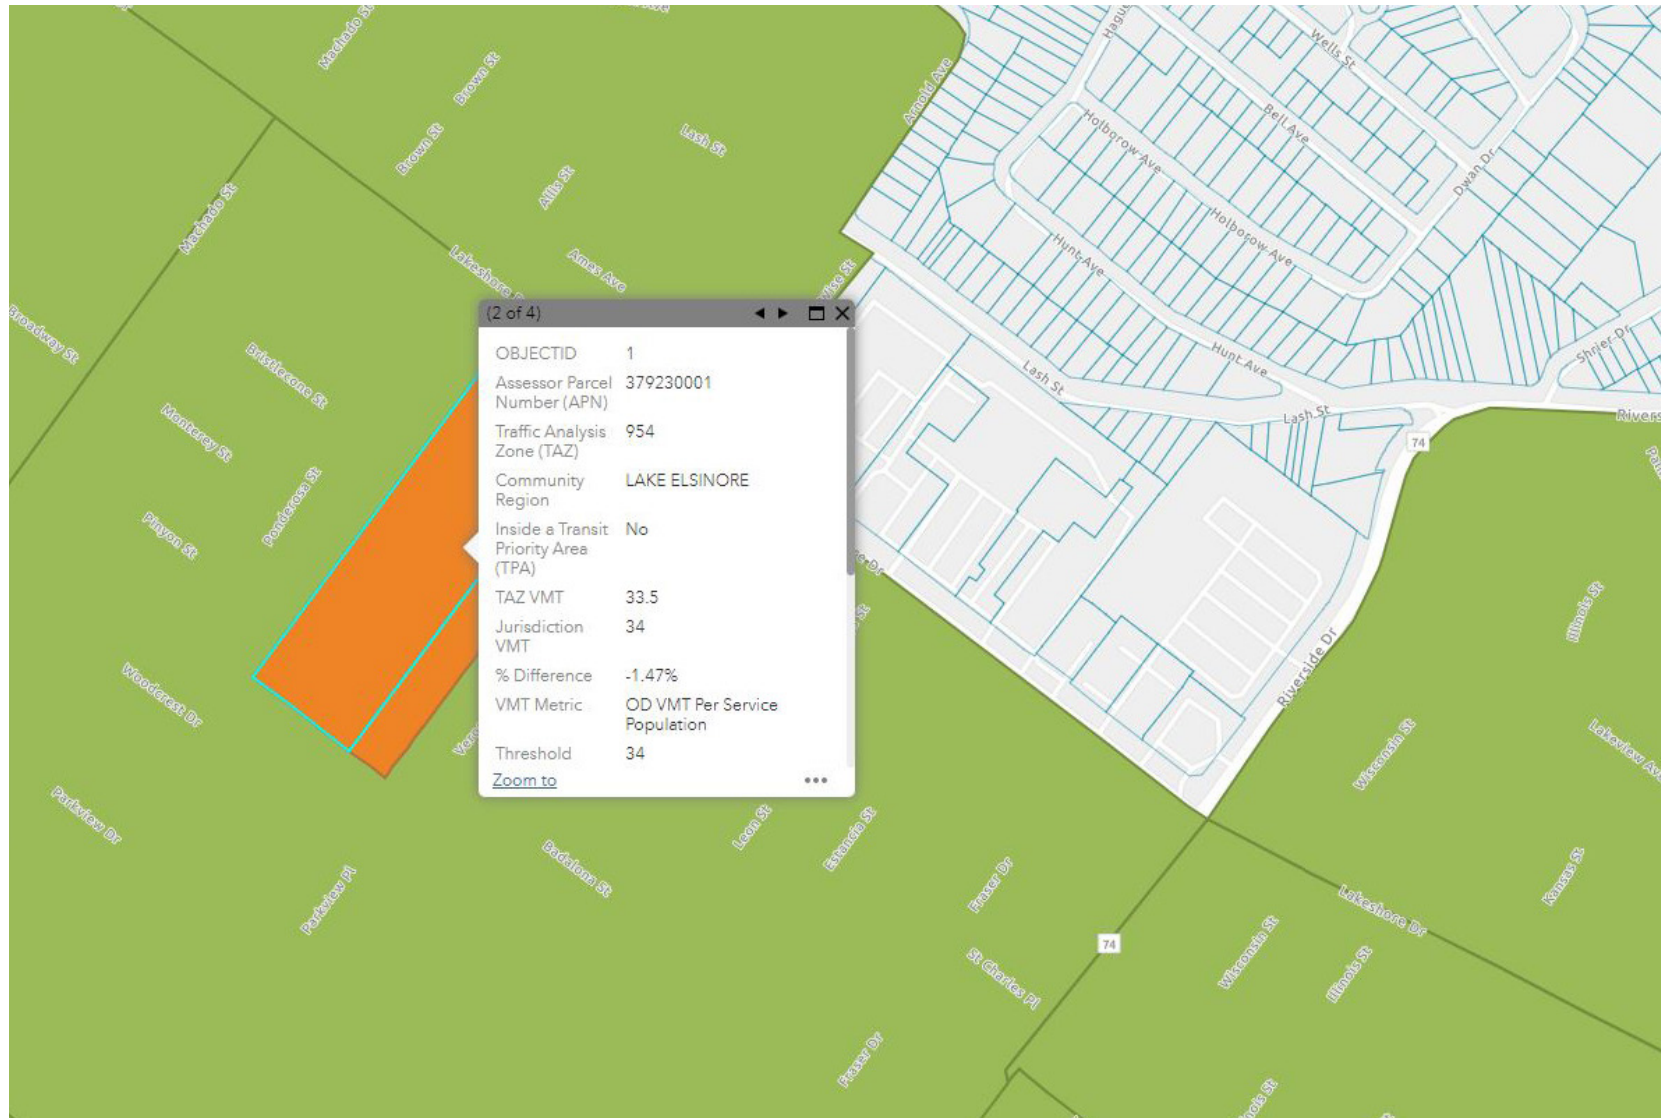 Machado St
Brown St
Brown St
Lash St
Allis St
Arnold Ave
Wells St
Bell Ave
Holborow Ave
Dwan Dr
Machado St
Holborow Ave
Hunt Ave
Ames Ave
Wise St
Broadway St
Bristlecone St
Monterey St
Ponderosa St
Pinyon St
(2 of 4)
OBJECTID 1
Assessor Parcel 379230001
Number (APN)
Traffic Analysis 954
Zone (TAZ)
Community LAKE ELSINORE
Region
Inside a Transit No
Priority Area
(TPA)
TAZ VMT 33.5
Jurisdiction 34
VMT
% Difference -1.47%
VMT Metric OD VMT Per Service
Population
Threshold 34
Zoom to
Lash St
Hunt Ave
Shrier Dr
Lash St
74
Riverside Dr
Illinois St
Woodcrest Dr
Parkview Dr
Parkview Pl
Badalona St
Leon St
Estancia St
Fraser Dr
Wisconsin St
Lakeview Av
Kansas St
Lakeshore Dr
74
Wisconsin St
Illinois St
St Charles Pl
Fraser Dr